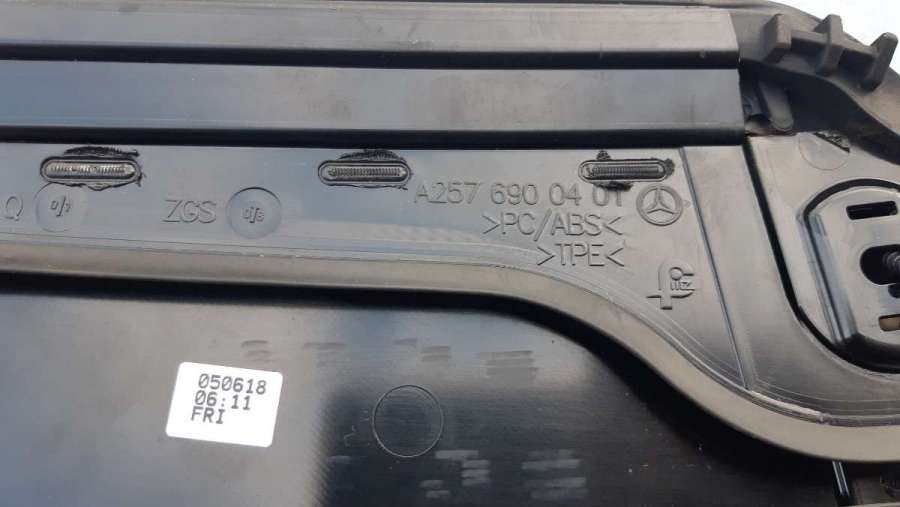 A257 690 04 01
Q ZGS
>PC/ABS<
>TPE<
050618
06:11
FRI